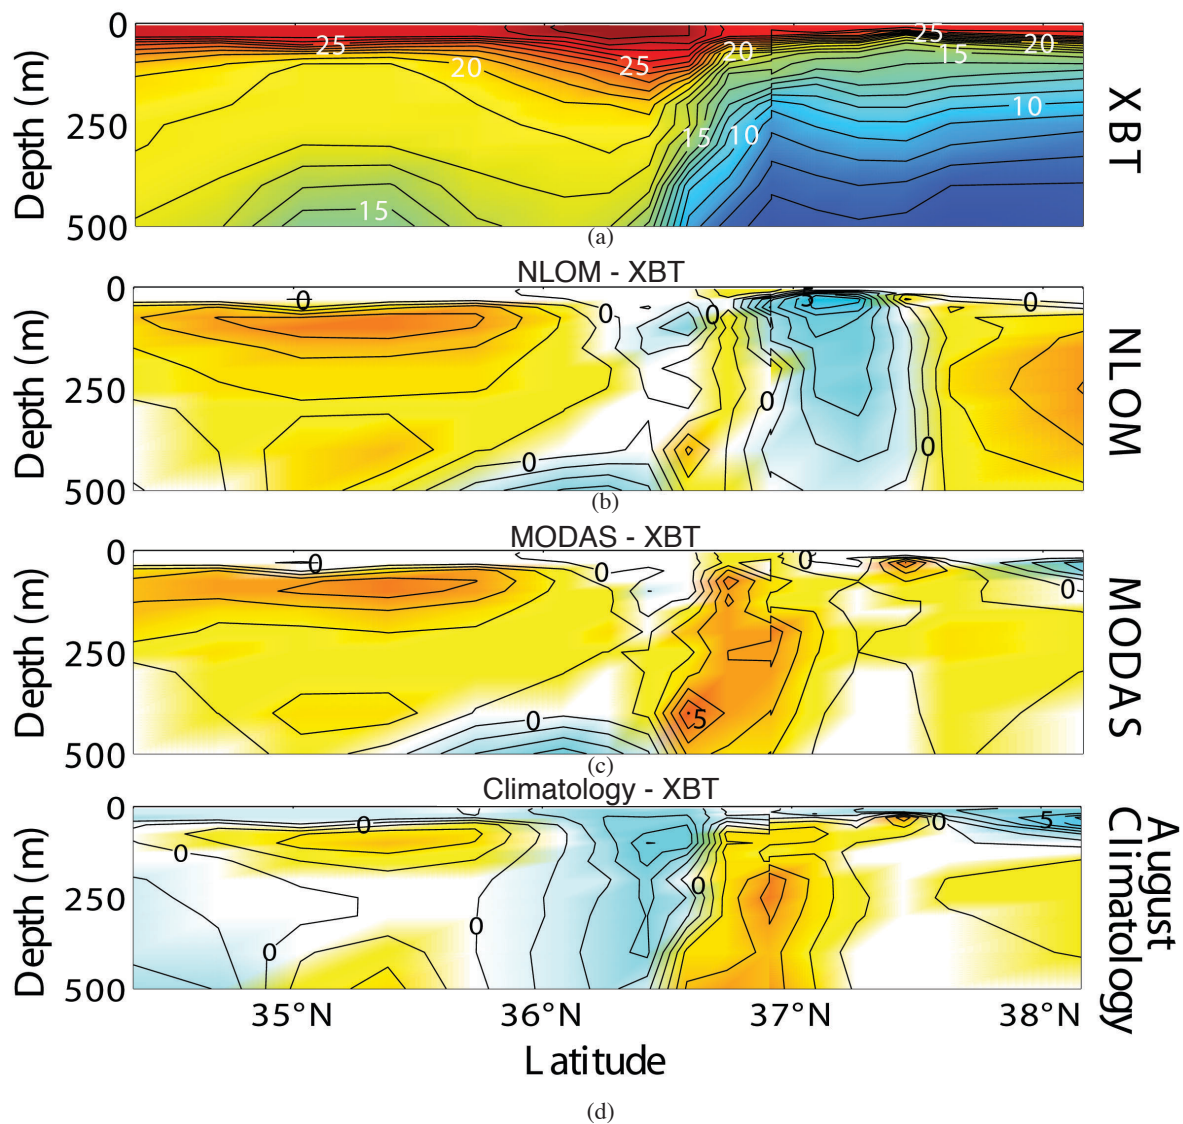 0
250
500
Depth (m)
25
20
25
20
15
10
25
15
20
10
15
XBT
(a)
NLOM - XBT
0
250
500
Depth (m)
0
0
0
5
0
0
0
0
NLOM
(b)
MODAS - XBT
0
250
500
Depth (m)
0
0
0
0
0
5
MODAS
(c)
Climatology - XBT
0
250
500
Depth (m)
0
0
0
0
0
0
5
August
Climatology
35°N
36°N
37°N
38°N
Latitude
(d)